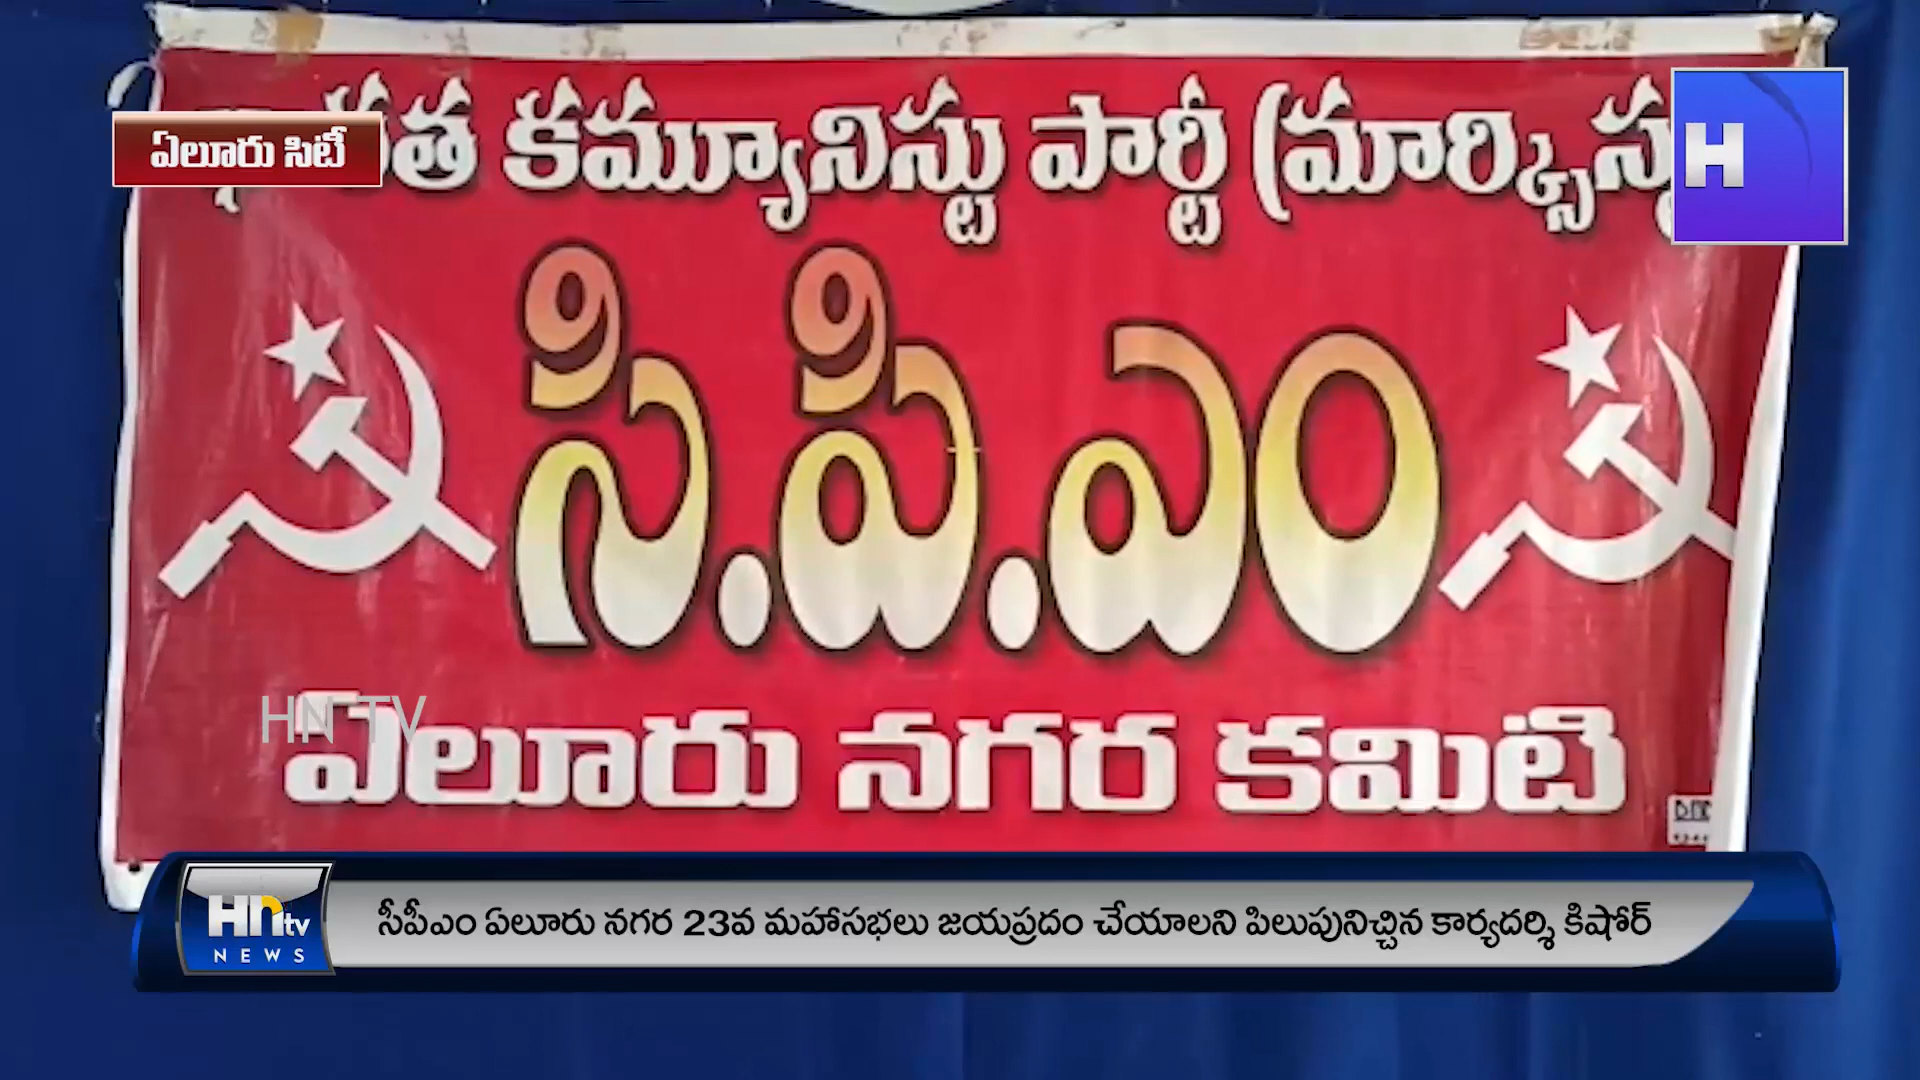 కమ్యూనిస్టు పార్టీ (మార్క్సిస్టు
ఏలూరు సిటీ
H
సి.పి.ఎం
HN TV
ఏలూరు నగర కమిటి
సీపీఎం ఏలూరు నగర 23వ మహాసభలు జయప్రదం చేయాలని పిలుపునిచ్చిన కార్యదర్శి కిషోర్
HN tv
NEWS